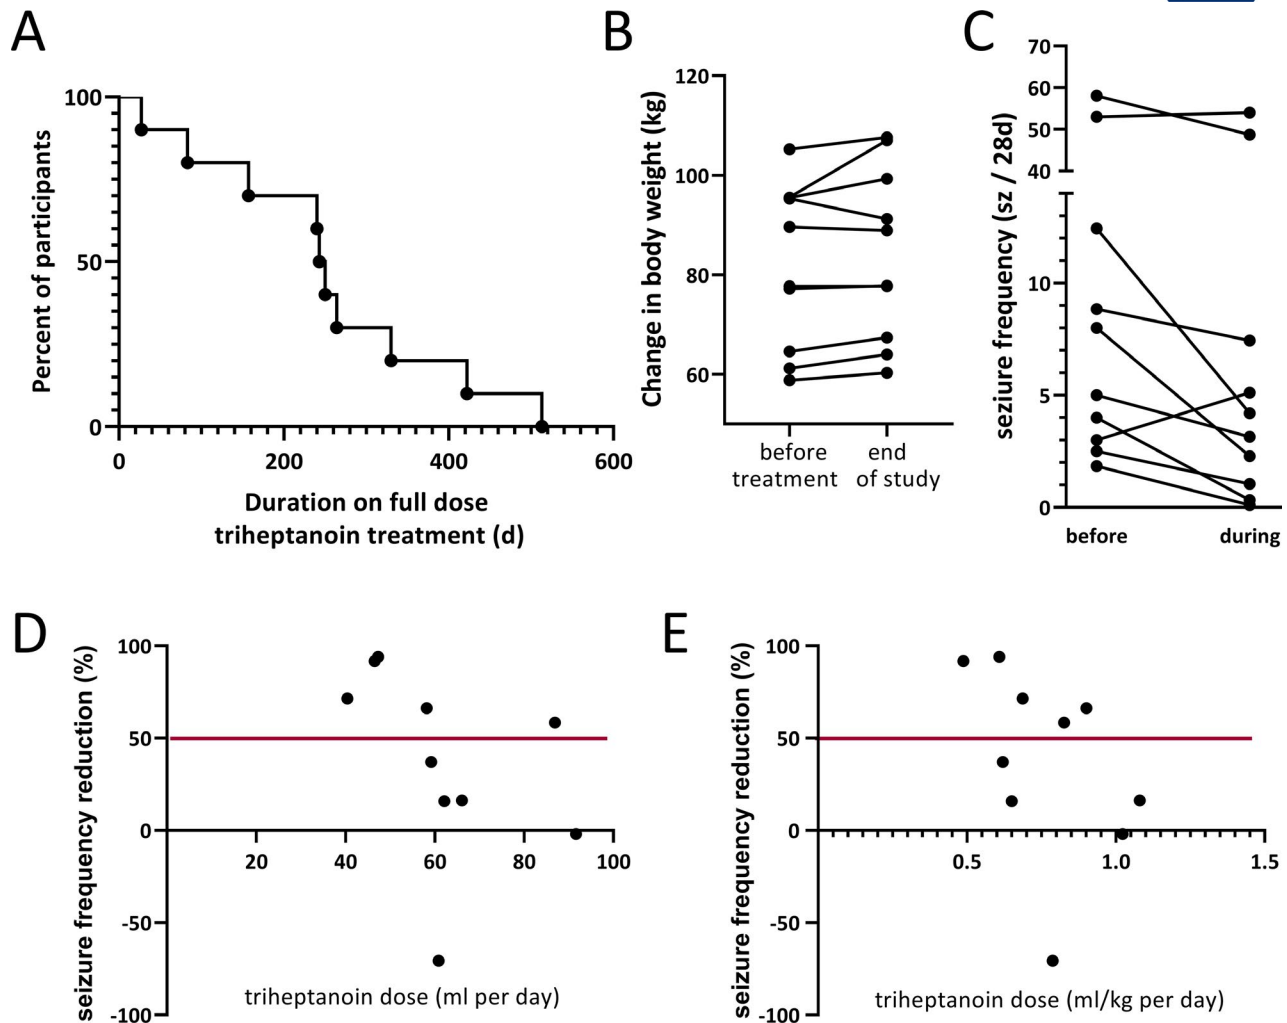 A
100
50
0
0
200
400
600
Percent of participants
Duration on full dose
triheptanoin treatment (d)
B
120
100
80
60
Change in body weight (kg)
before
treatment
end
of study
C
70
60
50
40
10
5
0
seziure frequency (sz / 28d)
before
during
D
100
50
0
-50
-100
20
40
60
80
100
seizure frequency reduction (%)
triheptanoin dose (ml per day)
E
100
50
0
-50
-100
0.5
1.0
1.5
seizure frequency reduction (%)
triheptanoin dose (ml/kg per day)